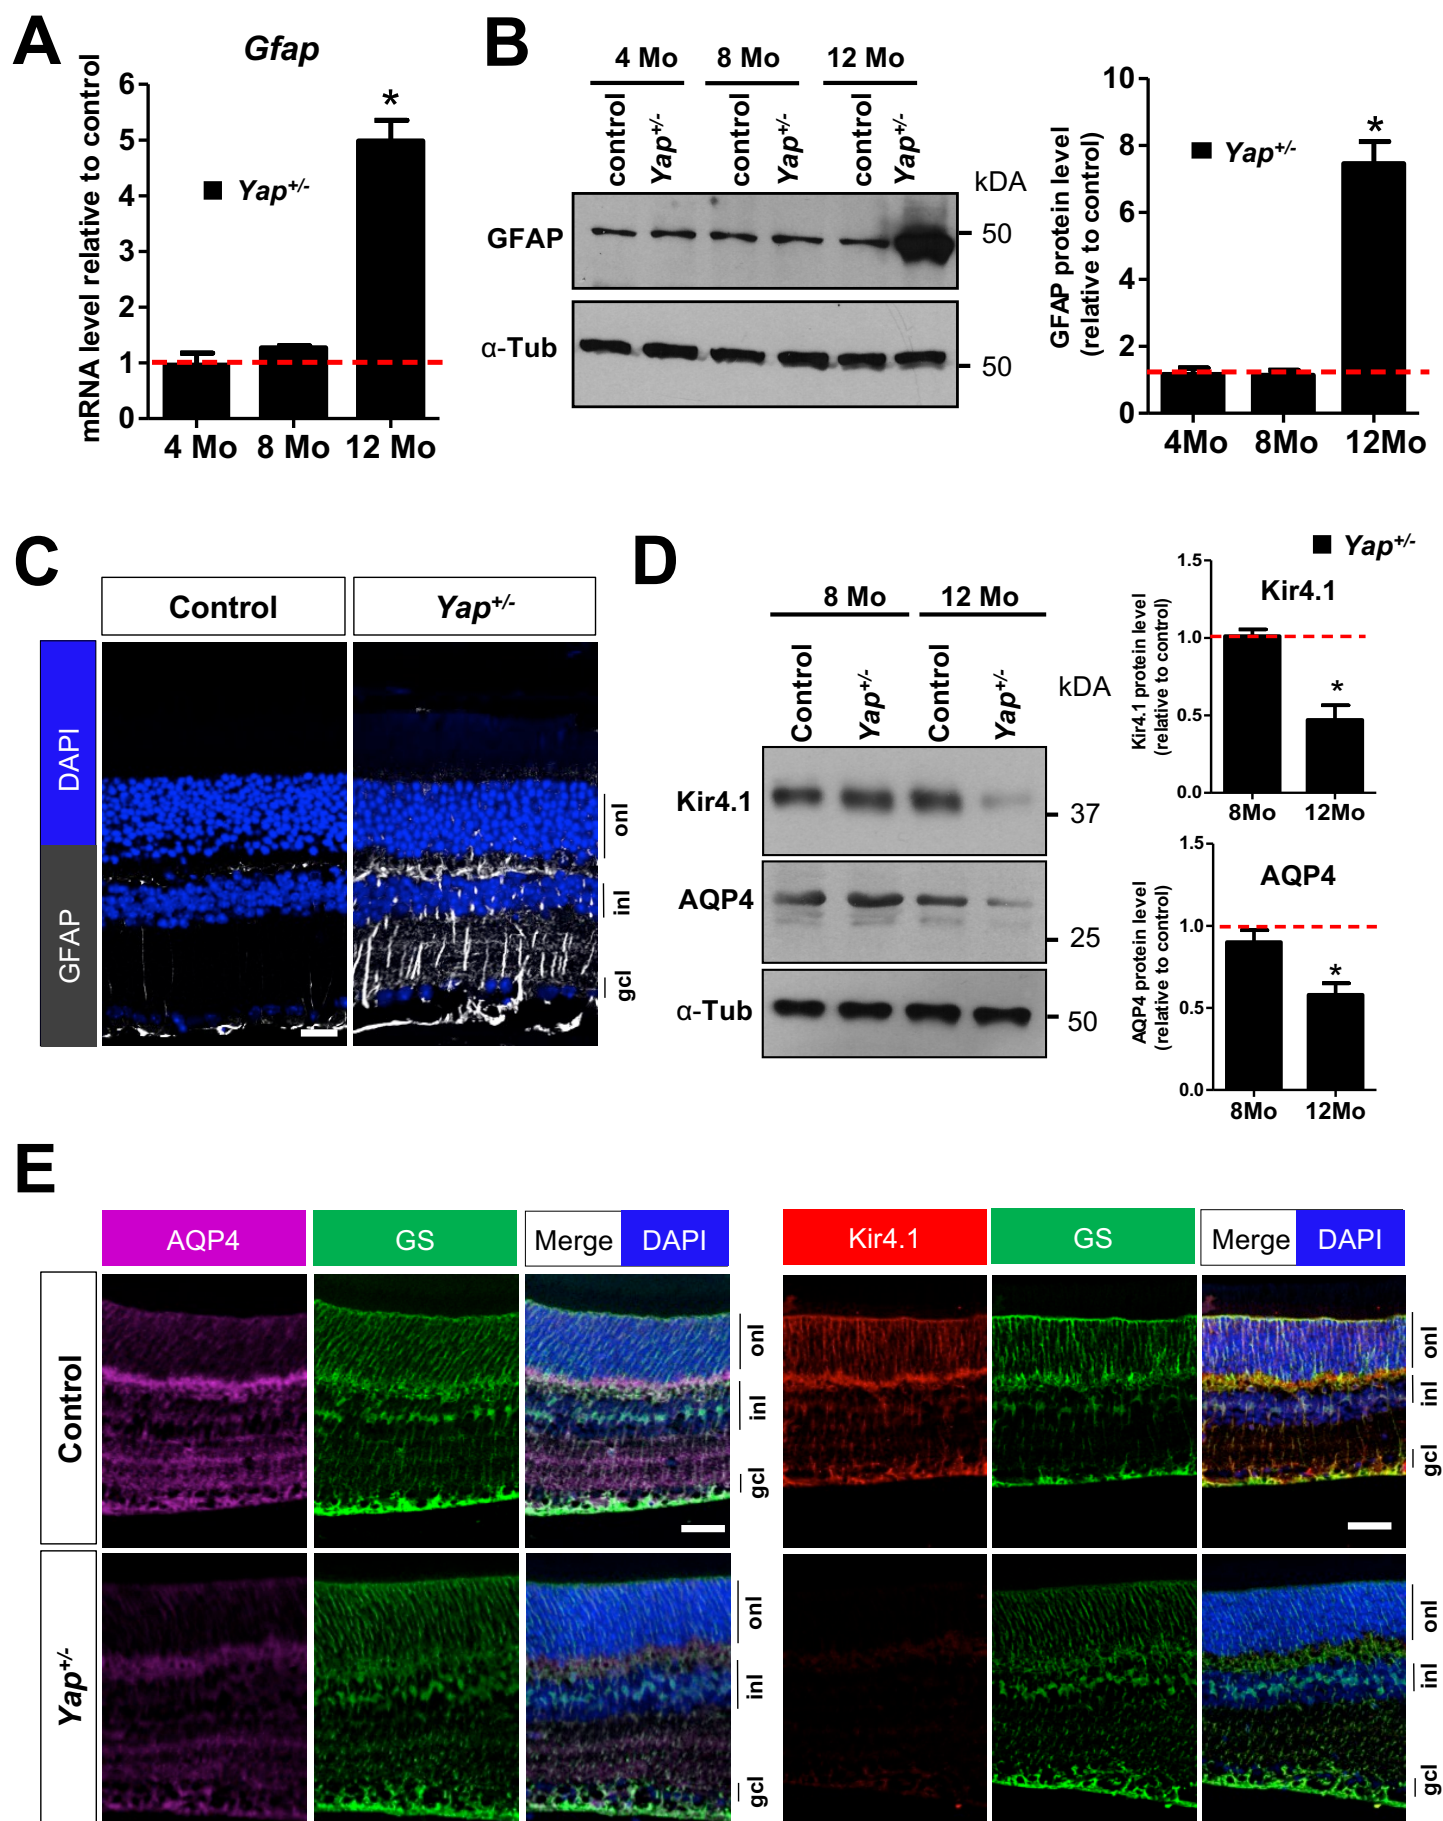 A
Gfap
mRNA level relative to control
6
5
4
3
2
1
0
*
Yap+/-
4 Mo 8 Mo 12 Mo
B
4 Mo 8 Mo 12 Mo
control Yap+/- control Yap+/- control Yap+/-
kDA
GFAP
50
α-Tub
50
GFAP protein level
(relative to control)
10
8
6
4
2
0
*
Yap+/-
4Mo 8Mo 12Mo
C
Control Yap+/-
DAPI
GFAP
onl
inl
gcl
D
8 Mo 12 Mo
Control Yap+/- Control Yap+/-
kDA
Kir4.1
37
AQP4
25
α-Tub
50
Yap+/-
Kir4.1
Kir4.1 protein level
(relative to control)
1.5
1.0
0.5
0.0
*
8Mo 12Mo
AQP4
AQP4 protein level
(relative to control)
1.5
1.0
0.5
0.0
*
8Mo 12Mo
E
AQP4 GS Merge DAPI Kir4.1 GS Merge DAPI
Control
onl
inl
gcl
onl
inl
gcl
Yap+/-
onl
inl
gcl
onl
inl
gcl